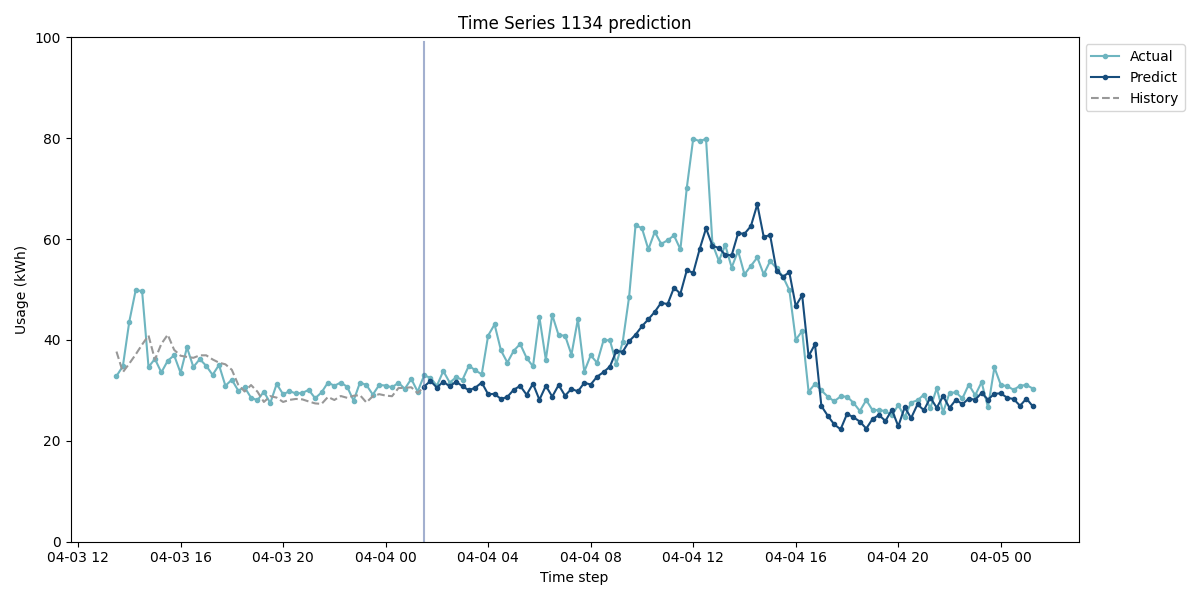 Time Series 1134 prediction
100
80
60
40
20
0
Usage (kWh)
04-03 12
04-03 16
04-03 20
04-04 00
04-04 04
04-04 08
04-04 12
04-04 16
04-04 20
04-05 00
Time step
Actual
Predict
History